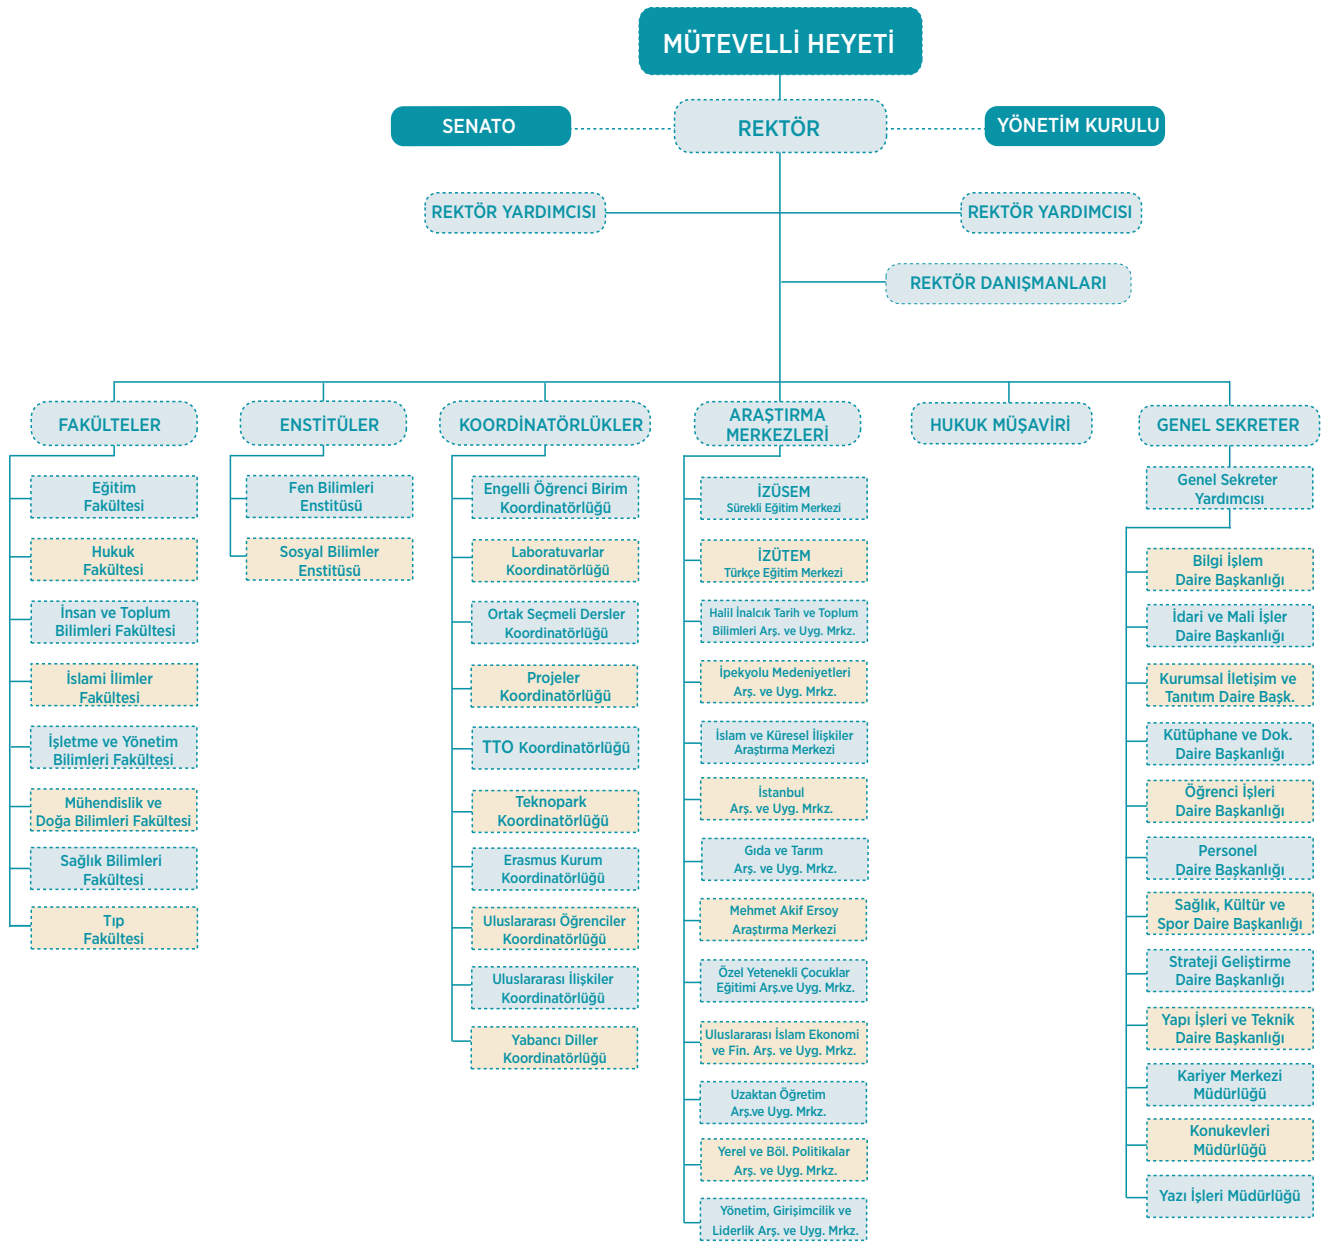 MÜTEVELLİ HEYETİ
SENATO
REKTÖR
YÖNETİM KURULU
REKTÖR YARDIMCISI
REKTÖR YARDIMCISI
REKTÖR DANIŞMANLARI
FAKÜLTELER
Eğitim
Fakültesi
Hukuk
Fakültesi
İnsan ve Toplum
Bilimleri Fakültesi
İslami İlimler
Fakültesi
İşletme ve Yönetim
Bilimleri Fakültesi
Mühendislik ve
Doğa Bilimleri Fakültesi
Sağlık Bilimleri
Fakültesi
Tıp
Fakültesi
ENSTİTÜLER
Fen Bilimleri
Enstitüsü
Sosyal Bilimler
Enstitüsü
KOORDİNATÖRLÜKLER
Engelli Öğrenci Birim
Koordinatörlüğü
Laboratuvarlar
Koordinatörlüğü
Ortak Seçmeli Dersler
Koordinatörlüğü
Projeler
Koordinatörlüğü
TTO Koordinatörlüğü
Teknopark
Koordinatörlüğü
Erasmus Kurum
Koordinatörlüğü
Uluslararası Öğrenciler
Koordinatörlüğü
Uluslararası İlişkiler
Koordinatörlüğü
Yabancı Diller
Koordinatörlüğü
ARAŞTIRMA
MERKEZLERİ
İZÜSEM
Sürekli Eğitim Merkezi
İZÜTEM
Türkçe Eğitim Merkezi
Halil İnalcık Tarih ve Toplum
Bilimleri Arş. ve Uyg. Mrkz.
İpekyolu Medeniyetleri
Arş. ve Uyg. Mrkz.
İslam ve Küresel İlişkiler
Araştırma Merkezi
İstanbul
Arş. ve Uyg. Mrkz.
Gıda ve Tarım
Arş. ve Uyg. Mrkz.
Mehmet Akif Ersoy
Araştırma Merkezi
Özel Yetenekli Çocuklar
Eğitimi Arş.ve Uyg. Mrkz.
Uluslararası İslam Ekonomi
ve Fin. Arş. ve Uyg. Mrkz.
Uzaktan Öğretim
Arş.ve Uyg. Mrkz.
Yerel ve Böl. Politikalar
Arş. ve Uyg. Mrkz.
Yönetim, Girişimcilik ve
Liderlik Arş. ve Uyg. Mrkz.
HUKUK MÜŞAVİRİ
GENEL SEKRETER
Genel Sekreter
Yardımcısı
Bilgi İşlem
Daire Başkanlığı
İdari ve Mali İşler
Daire Başkanlığı
Kurumsal İletişim ve
Tanıtım Daire Başk.
Kütüphane ve Dok.
Daire Başkanlığı
Öğrenci İşleri
Daire Başkanlığı
Personel
Daire Başkanlığı
Sağlık, Kültür ve
Spor Daire Başkanlığı
Strateji Geliştirme
Daire Başkanlığı
Yapı İşleri ve Teknik
Daire Başkanlığı
Kariyer Merkezi
Müdürlüğü
Konukevleri
Müdürlüğü
Yazı İşleri Müdürlüğü